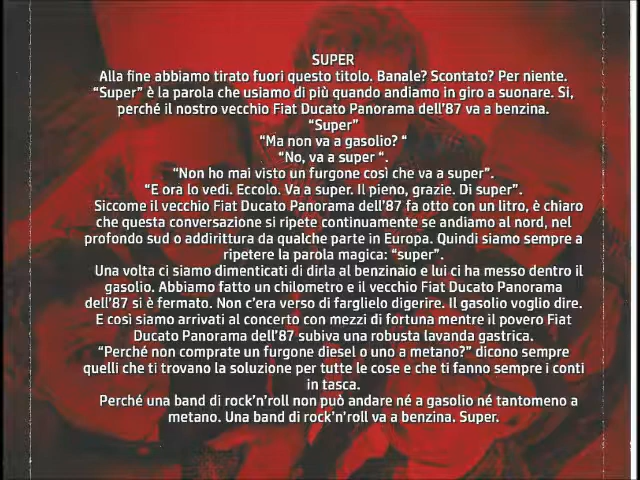 SUPER
Alla fine abbiamo tirato fuori questo titolo. Banale? Scontato? Per niente.
“Super” è la parola che usiamo di più quando andiamo in giro a suonare. Si,
perché il nostro vecchio Fiat Ducato Panorama dell’87 va a benzina.
“Super”
“Ma non va a gasolio? “
“No, va a super “.
“Non ho mai visto un furgone così che va a super”.
“E ora lo vedi. Eccolo. Va a super. Il pieno, grazie. Di super”.
Siccome il vecchio Fiat Ducato Panorama dell’87 fa otto con un litro, è chiaro
che questa conversazione si ripete continuamente se andiamo al nord, nel
profondo sud o addirittura da qualche parte in Europa. Quindi siamo sempre a
ripetere la parola magica: “super”.
Una volta ci siamo dimenticati di dirla al benzinaio e lui ci ha messo dentro il
gasolio. Abbiamo fatto un chilometro e il vecchio Fiat Ducato Panorama
dell’87 si è fermato. Non c’era verso di farglielo digerire. Il gasolio voglio dire.
E così siamo arrivati al concerto con mezzi di fortuna mentre il povero Fiat
Ducato Panorama dell’87 subiva una robusta lavanda gastrica.
“Perché non comprate un furgone diesel o uno a metano?” dicono sempre
quelli che ti trovano la soluzione per tutte le cose e che ti fanno sempre i conti
in tasca.
Perché una band di rock’n’roll non può andare né a gasolio né tantomeno a
metano. Una band di rock’n’roll va a benzina. Super.